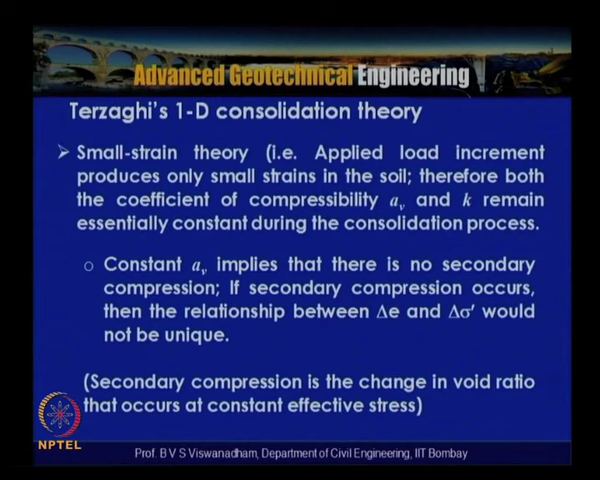 Advanced Geotechnical Engineering
Terzaghi's 1-D consolidation theory
➢ Small-strain theory (i.e. Applied load increment
produces only small strains in the soil; therefore both
the coefficient of compressibility aᵥ and k remain
essentially constant during the consolidation process.
o Constant aᵥ implies that there is no secondary
compression; If secondary compression occurs,
then the relationship between Δe and Δσ′ would
not be unique.
(Secondary compression is the change in void ratio
that occurs at constant effective stress)
NPTEL
Prof. B V S Viswanadham, Department of Civil Engineering, IIT Bombay